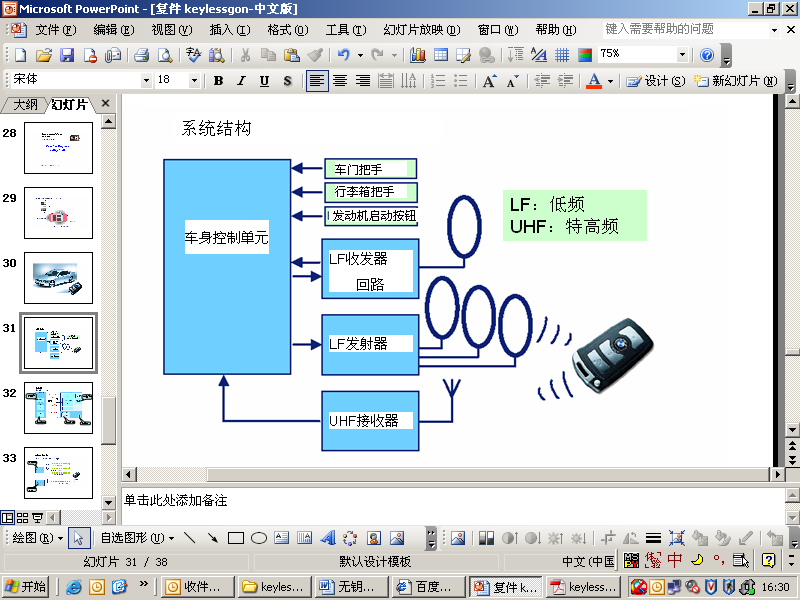 Microsoft PowerPoint - [复件 keylessgon-中文版]
文件(F) 编辑(E) 视图(V) 插入(I) 格式(O) 工具(T) 幻灯片放映(D) 窗口(W) 帮助(H) 键入需要帮助的问题
75%
宋体 18 B I U S A A A 设计(S) 新幻灯片(N)
大纲 幻灯片
28
29
30
31
32
33
系统结构
车门把手
行李箱把手
发动机启动按钮
车身控制单元
LF收发器
回路
LF发射器
UHF接收器
LF：低频
UHF：特高频
单击此处添加备注
绘图(R) 自选图形(U)
幻灯片 31 / 38 默认设计模板 中文(中国 中
开始 收件... keyles... 无钥... 百度... 复件 k... keyless... 16:30